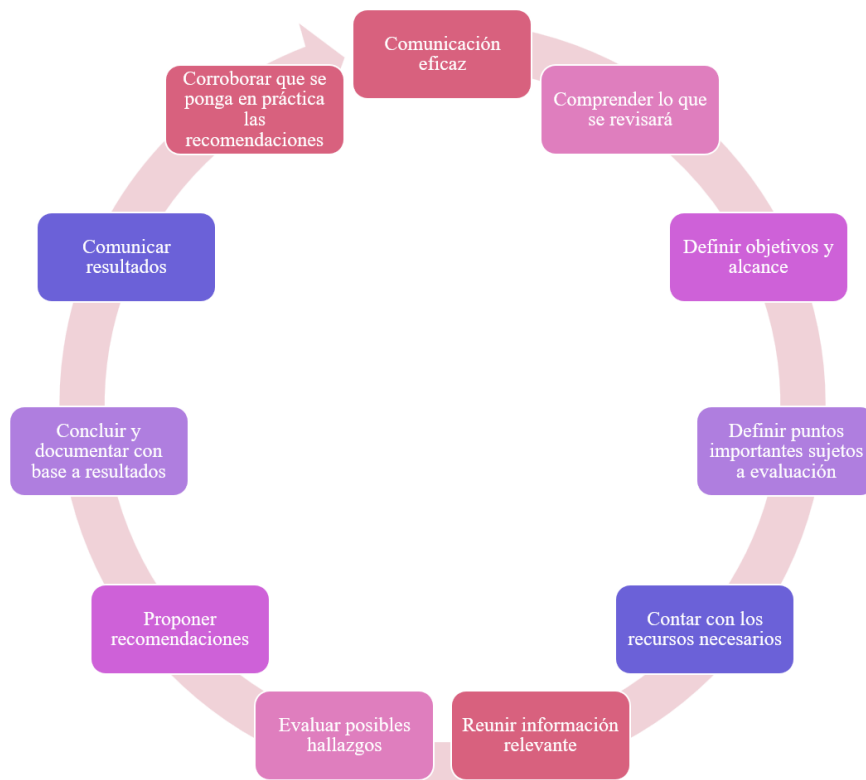 Comunicación
eficaz
Comprender lo que
se revisará
Definir objetivos y
alcance
Definir puntos
importantes sujetos
a evaluación
Contar con los
recursos necesarios
Reunir información
relevante
Evaluar posibles
hallazgos
Proponer
recomendaciones
Concluir y
documentar con
base a resultados
Comunicar
resultados
Corroborar que se
ponga en práctica
las
recomendaciones